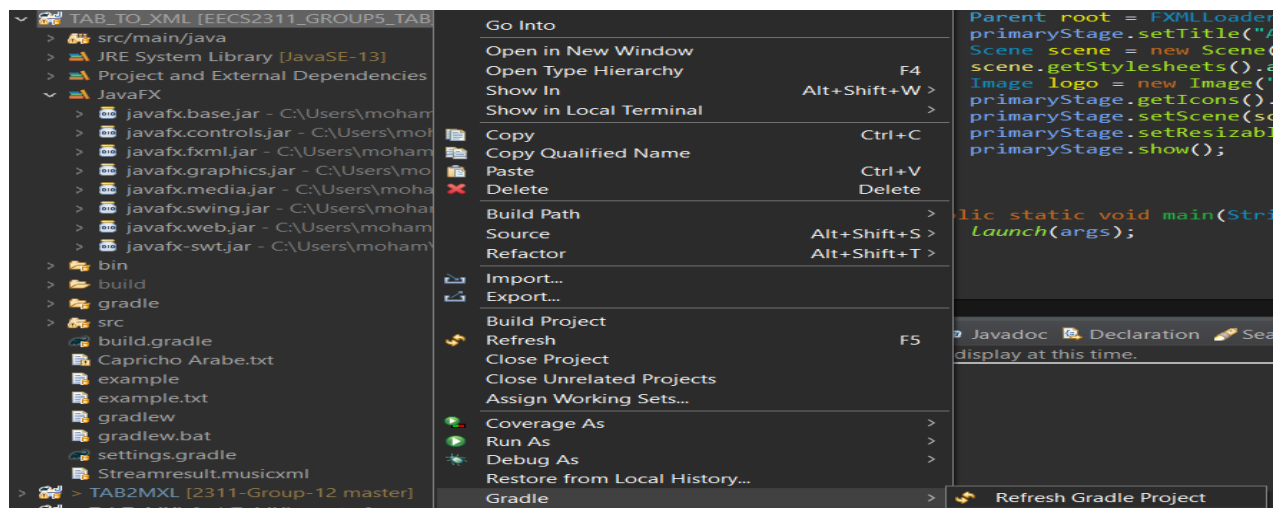 TAB_TO_XML [EECS2311_GROUP5_TAB
src/main/java
JRE System Library [JavaSE-13]
Project and External Dependencies
JavaFX
javafx.base.jar - C:\Users\moham
javafx.controls.jar - C:\Users\moh
javafx.fxml.jar - C:\Users\moham
javafx.graphics.jar - C:\Users\mo
javafx.media.jar - C:\Users\moha
javafx.swing.jar - C:\Users\moha
javafx.web.jar - C:\Users\moham
javafx-swt.jar - C:\Users\moham\
bin
build
gradle
src
build.gradle
Capricho Arabe.txt
example
example.txt
gradlew
gradlew.bat
settings.gradle
Streamresult.musicxml
> TAB2MXL [2311-Group-12 master]
Go Into
Open in New Window
Open Type Hierarchy F4
Show In Alt+Shift+W >
Show in Local Terminal >
Copy Ctrl+C
Copy Qualified Name
Paste Ctrl+V
Delete Delete
Build Path >
Source Alt+Shift+S >
Refactor Alt+Shift+T >
Import...
Export...
Build Project
Refresh F5
Close Project
Close Unrelated Projects
Assign Working Sets...
Coverage As >
Run As >
Debug As >
Restore from Local History...
Gradle >
Refresh Gradle Project
Parent root = FXMLLoader
primaryStage.setTitle("A
Scene scene = new Scene(
scene.getStylesheets().a
Image logo = new Image("
primaryStage.getIcons().
primaryStage.setScene(sc
primaryStage.setResizabl
primaryStage.show();
lic static void main(Stri
launch(args);
Javadoc Declaration Sea
display at this time.